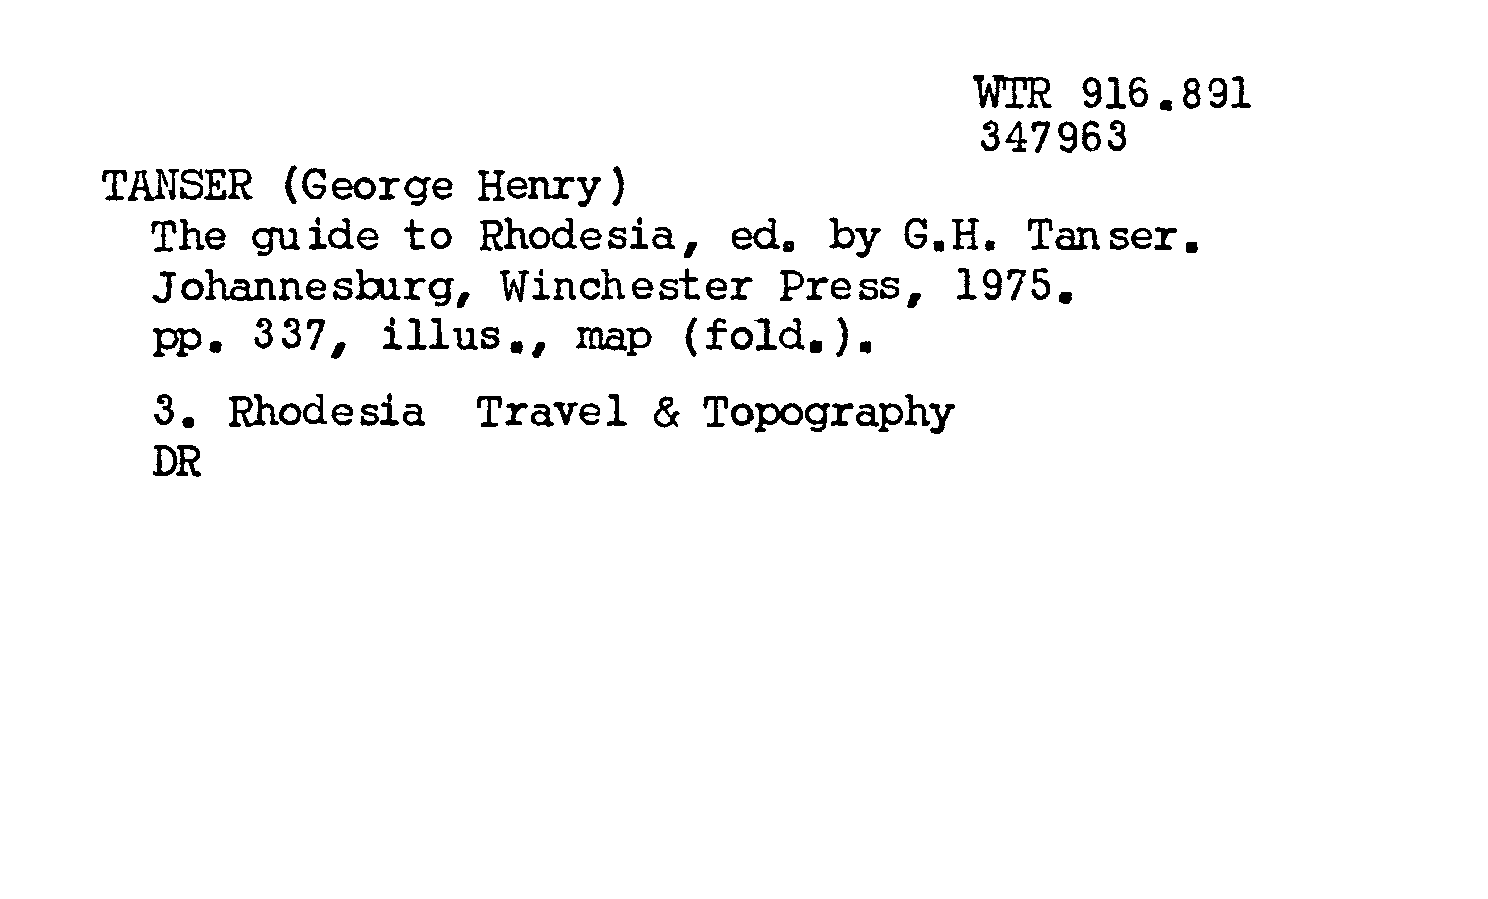 WTR 916.891
347963
TANSER (George Henry)
The guide to Rhodesia, ed. by G.H. Tanser.
Johannesburg, Winchester Press, 1975.
pp. 337, illus., map (fold.).
3. Rhodesia Travel & Topography
DR